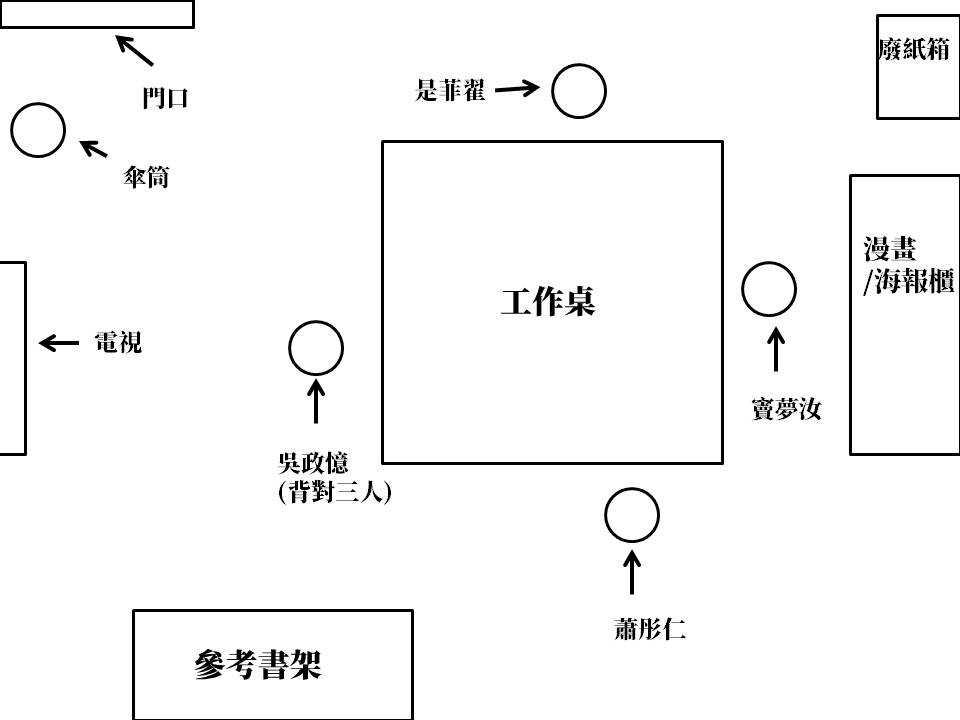 門口
傘筒
電視
是菲翟
工作桌
吳政憶
(背對三人)
廢紙箱
漫畫
/海報櫃
竇夢汝
蕭彤仁
參考書架